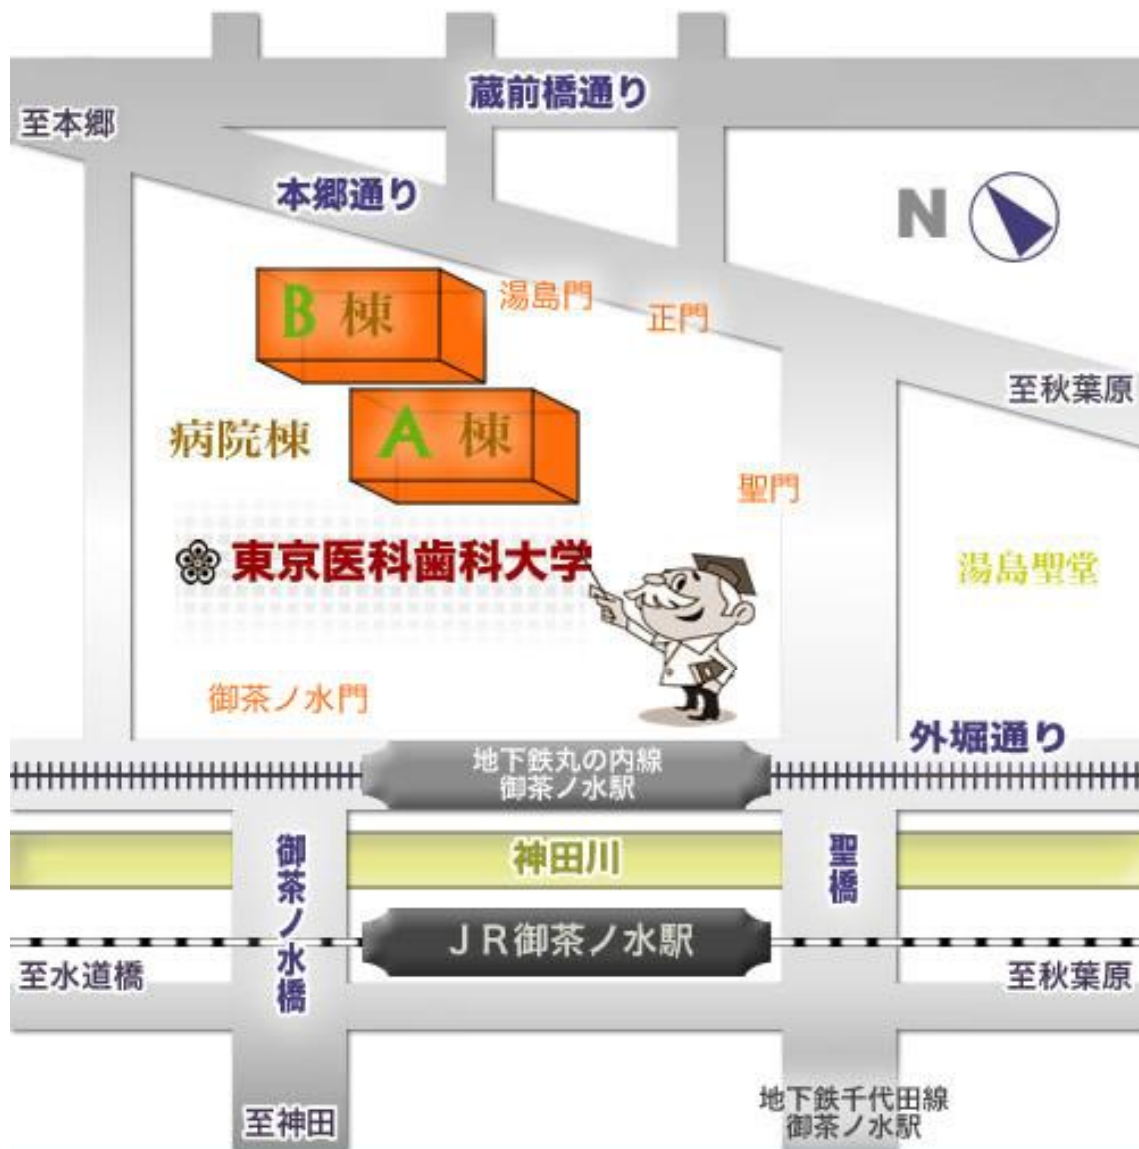 蔵前橋通り
至本郷
本郷通り
N
B棟
湯島門
正門
至秋葉原
A棟
病院棟
聖門
東京医科歯科大学
湯島聖堂
御茶ノ水門
外堀通り
地下鉄丸の内線
御茶ノ水駅
御茶ノ水橋
神田川
聖橋
JR御茶ノ水駅
至水道橋
至秋葉原
地下鉄千代田線
御茶ノ水駅
至神田